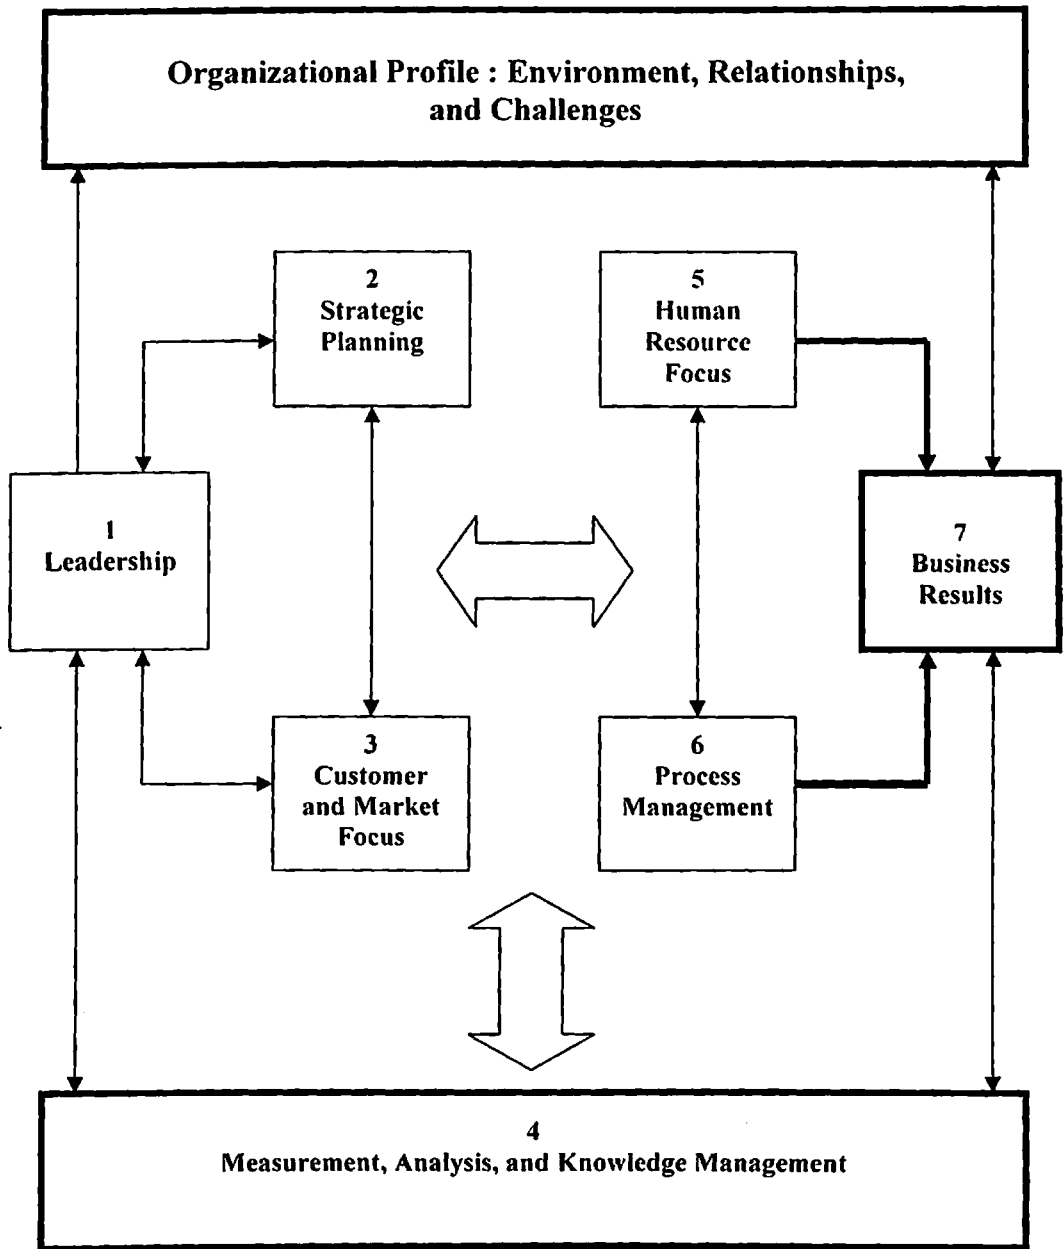 Organizational Profile : Environment, Relationships,
and Challenges
2
Strategic
Planning
5
Human
Resource
Focus
1
Leadership
7
Business
Results
3
Customer
and Market
Focus
6
Process
Management
4
Measurement, Analysis, and Knowledge Management